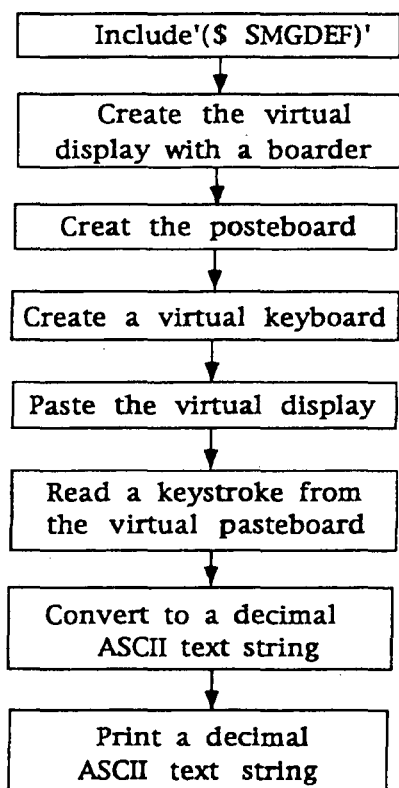 Include'($ SMGDEF)'
Create the virtual
display with a boarder
Creat the posteboard
Create a virtual keyboard
Paste the virtual display
Read a keystroke from
the virtual pasteboard
Convert to a decimal
ASCII text string
Print a decimal
ASCII text string